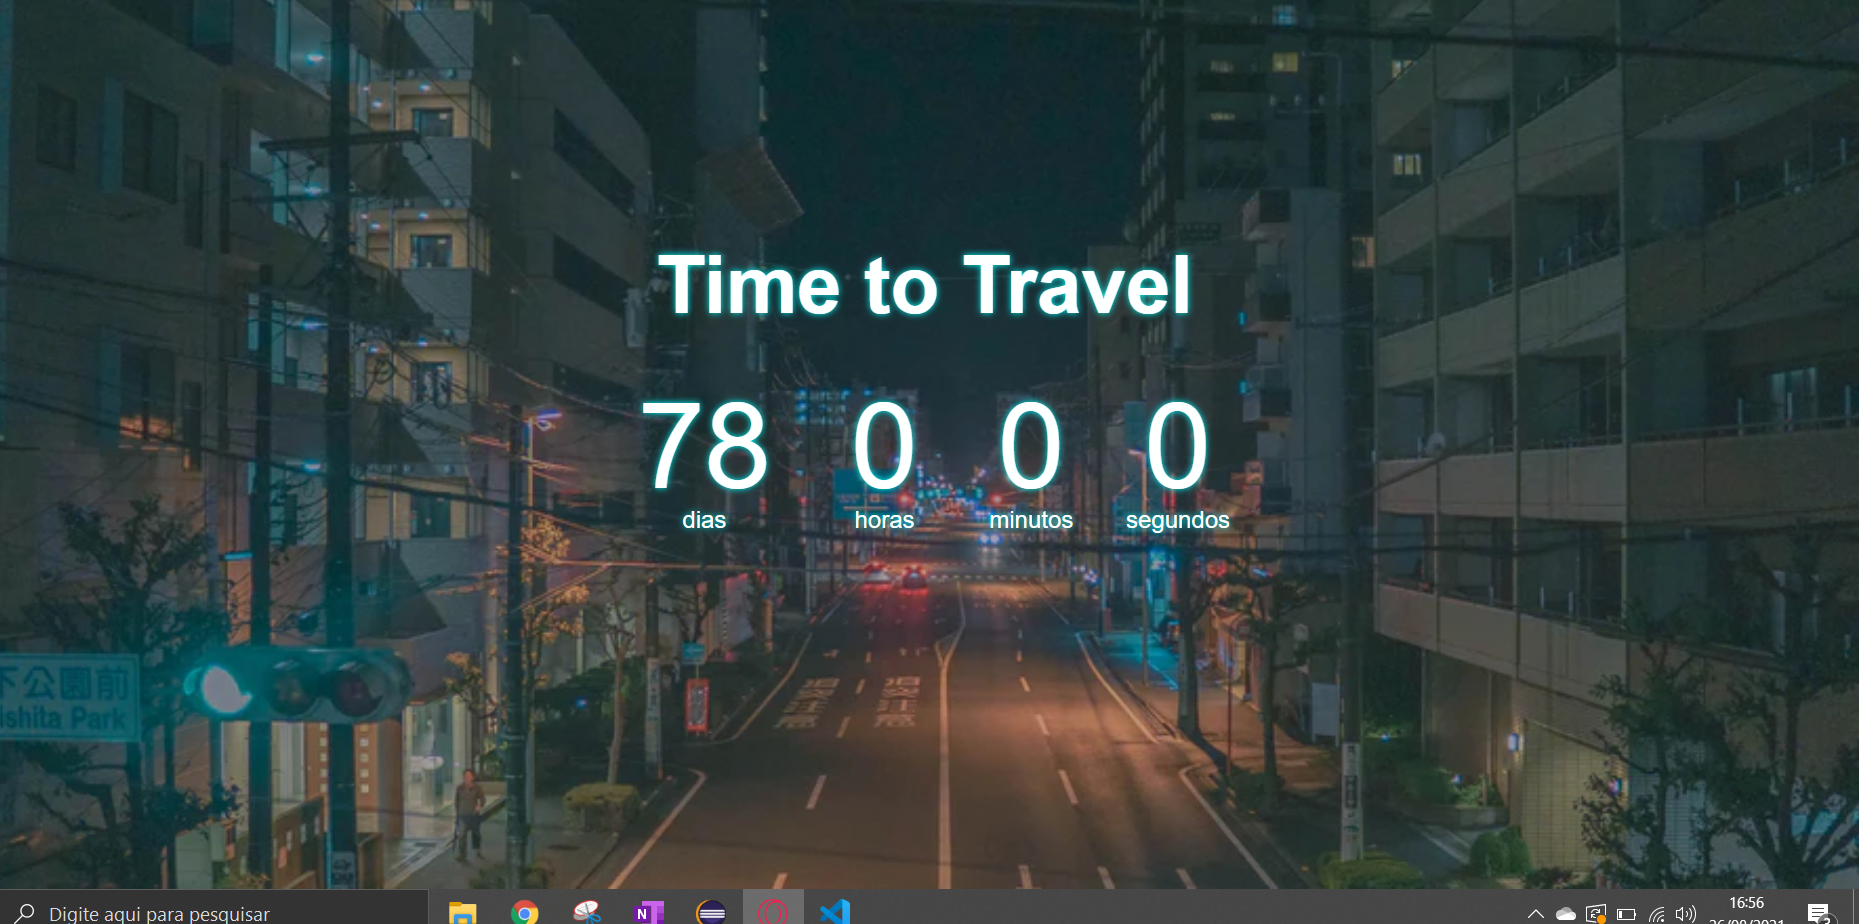 Time to Travel
78 0 0 0
dias horas minutos segundos
下公園前
ishita Park
Digite aqui para pesquisar
N
16:56
3